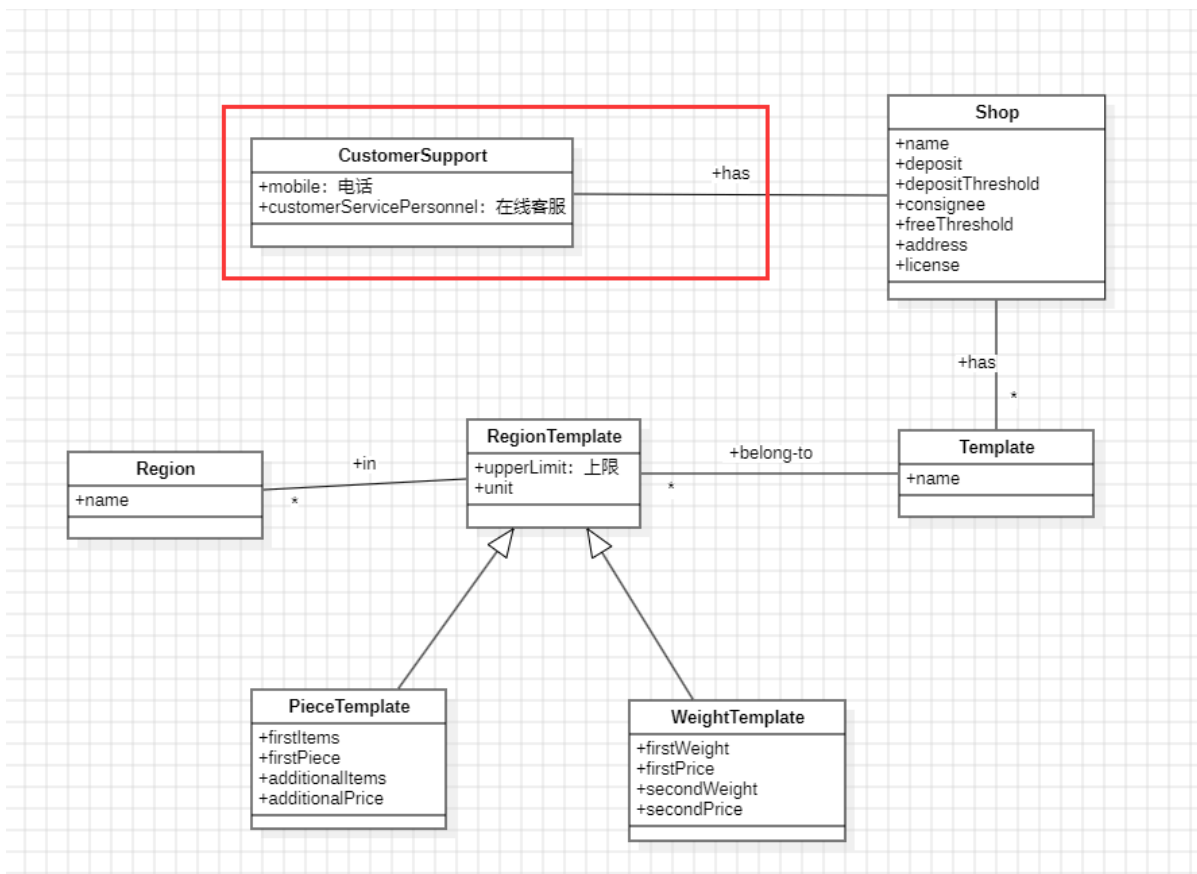 CustomerSupport
+mobile：电话
+customerServicePersonnel：在线客服
+has
Shop
+name
+deposit
+depositThreshold
+consignee
+freeThreshold
+address
+license
+has
*
Region
+name
+in
*
RegionTemplate
+upperLimit：上限
+unit
+belong-to
*
Template
+name
PieceTemplate
+firstItems
+firstPiece
+additionalItems
+additionalPrice
WeightTemplate
+firstWeight
+firstPrice
+secondWeight
+secondPrice